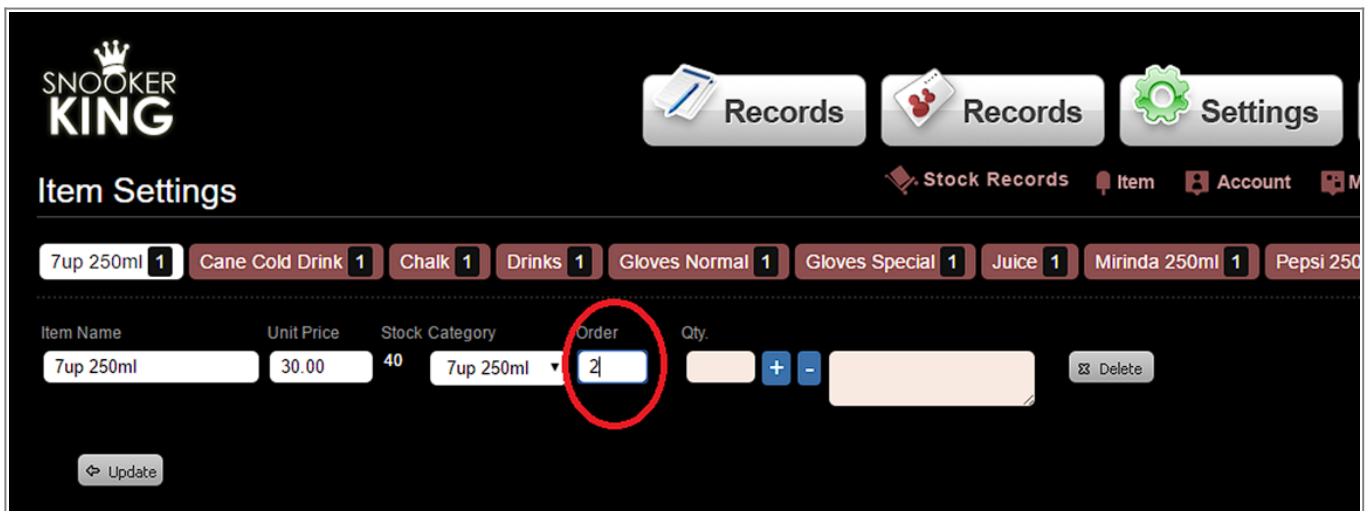 SNOOKER
KING
Records
Records
Settings
Item Settings
Stock Records
Item
Account
M
7up 250ml 1
Cane Cold Drink 1
Chalk 1
Drinks 1
Gloves Normal 1
Gloves Special 1
Juice 1
Mirinda 250ml 1
Pepsi 250
Item Name
Unit Price
Stock
Category
Order
Qty.
7up 250ml
30.00
40
7up 250ml
2
+
-
Delete
Update